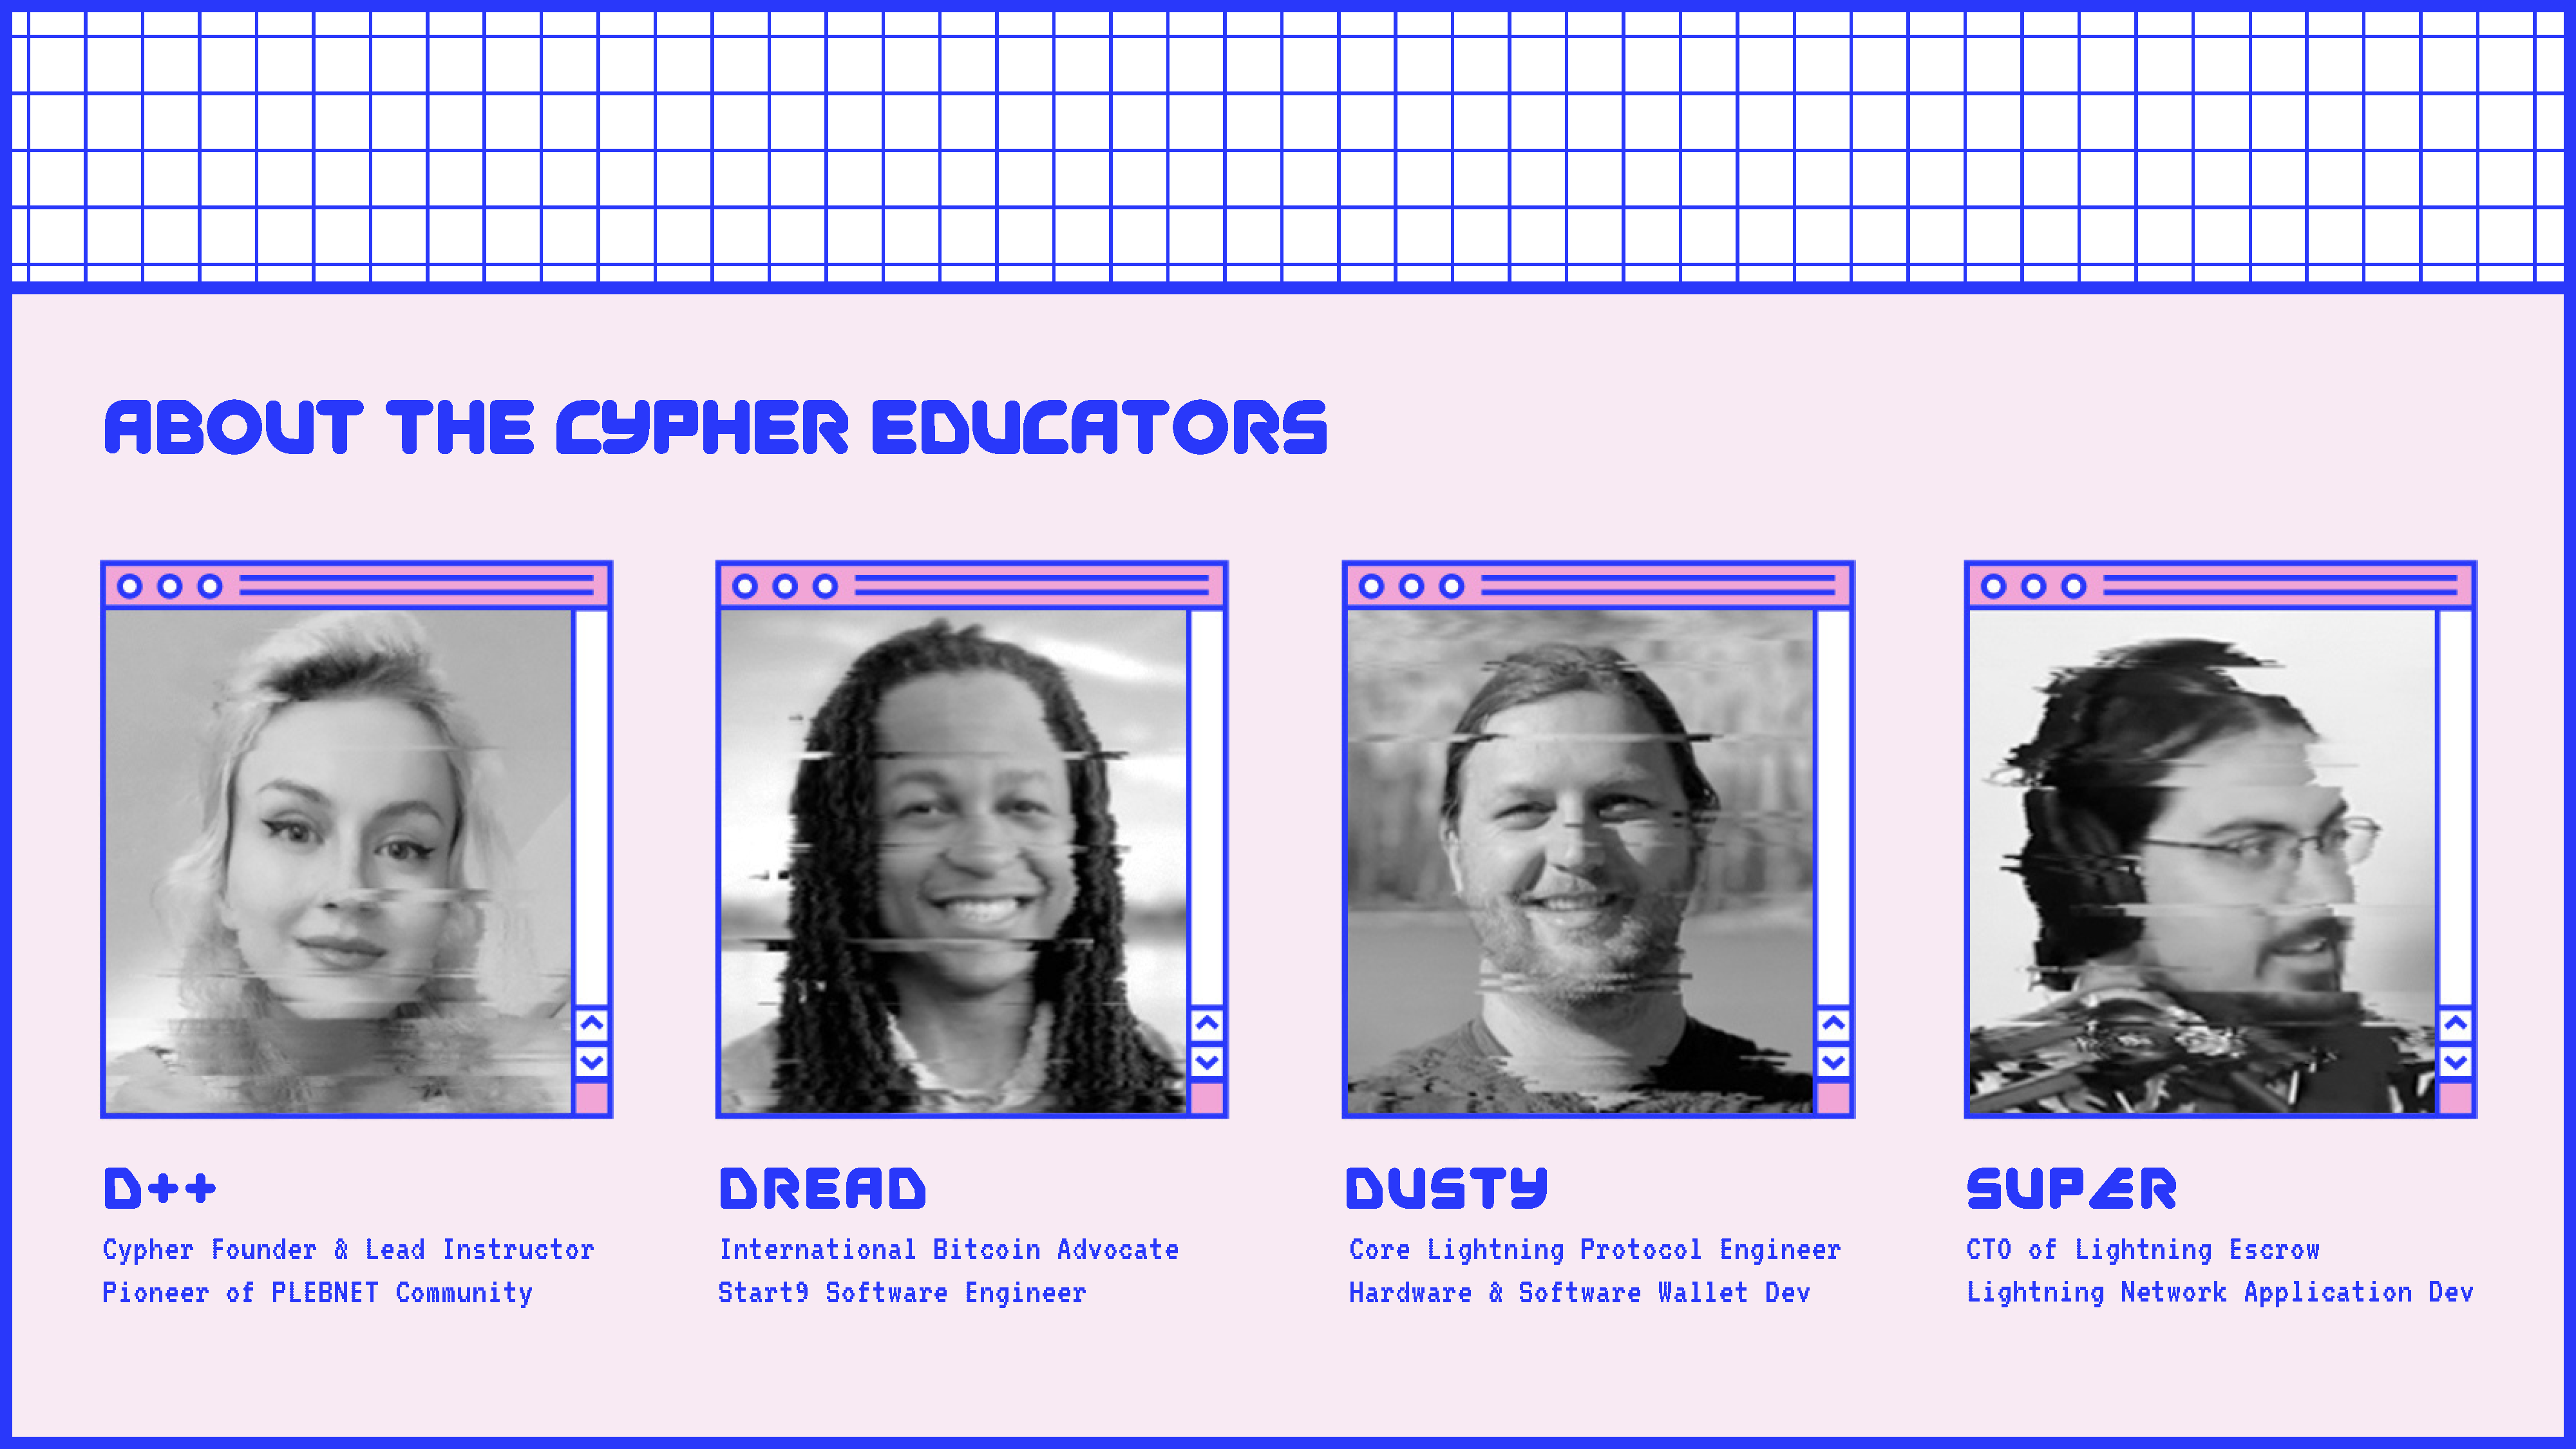 ABOUT THE CYPHER EDUCATORS
D++
Cypher Founder & Lead Instructor
Pioneer of PLEBNET Community
DREAD
International Bitcoin Advocate
Start9 Software Engineer
DUSTY
Core Lightning Protocol Engineer
Hardware & Software Wallet Dev
SUPER
CTO of Lightning Escrow
Lightning Network Application Dev